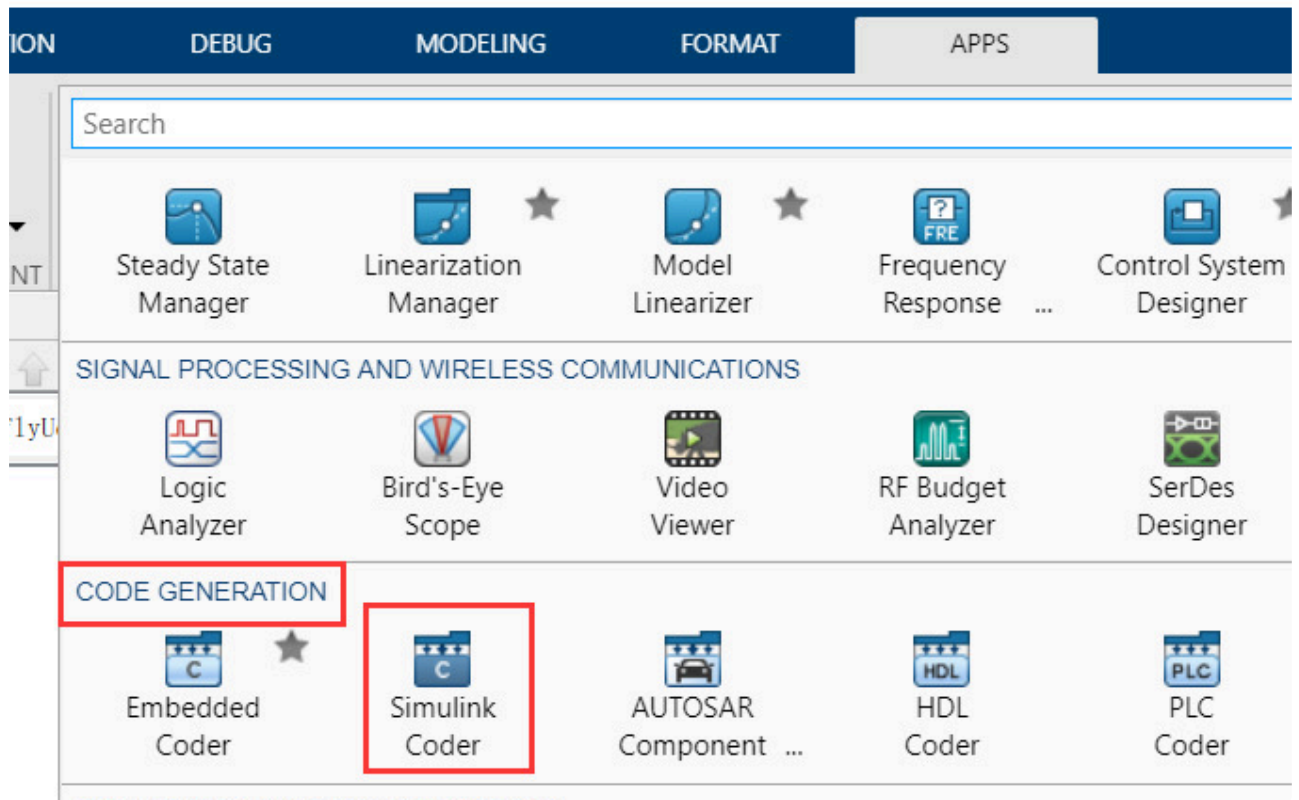 ION DEBUG MODELING FORMAT APPS
Search
Steady State Manager
Linearization Manager
Model Linearizer
? FRE
Frequency Response ...
Control System Designer
NT
SIGNAL PROCESSING AND WIRELESS COMMUNICATIONS
Logic Analyzer
Bird's-Eye Scope
Video Viewer
RF Budget Analyzer
SerDes Designer
CODE GENERATION
C
Embedded Coder
C
Simulink Coder
AUTOSAR Component ...
HDL
HDL Coder
PLC
PLC Coder